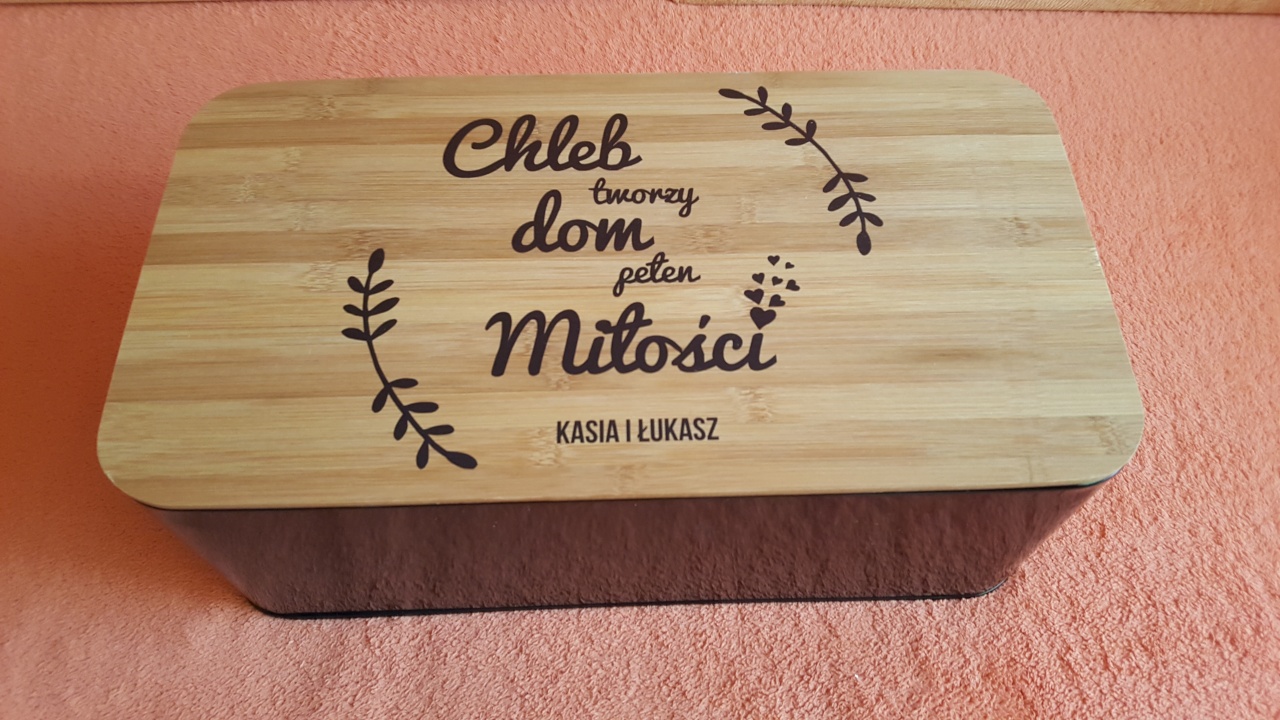 Chleb
tworzy
dom
pełen
Miłości
KASIA I ŁUKASZ